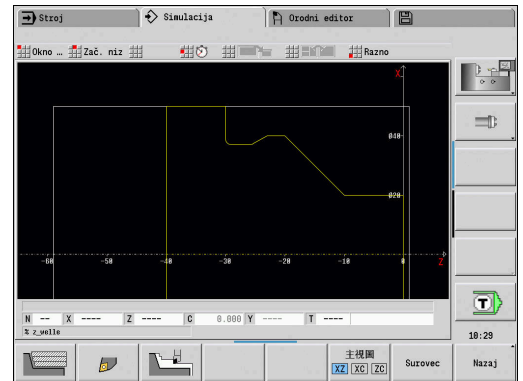 Stroj
Simulacija
Orodni editor
Okno …
Zač. niz
Razno
X
Ø40
Ø20
-60 -50 -40 -30 -20 -10 0 Z
N -- X ---- Z ---- C 0.000 Y ---- T ----
% z_welle
T
10:29
主視圖
XZ XC ZC
Surovec
Nazaj